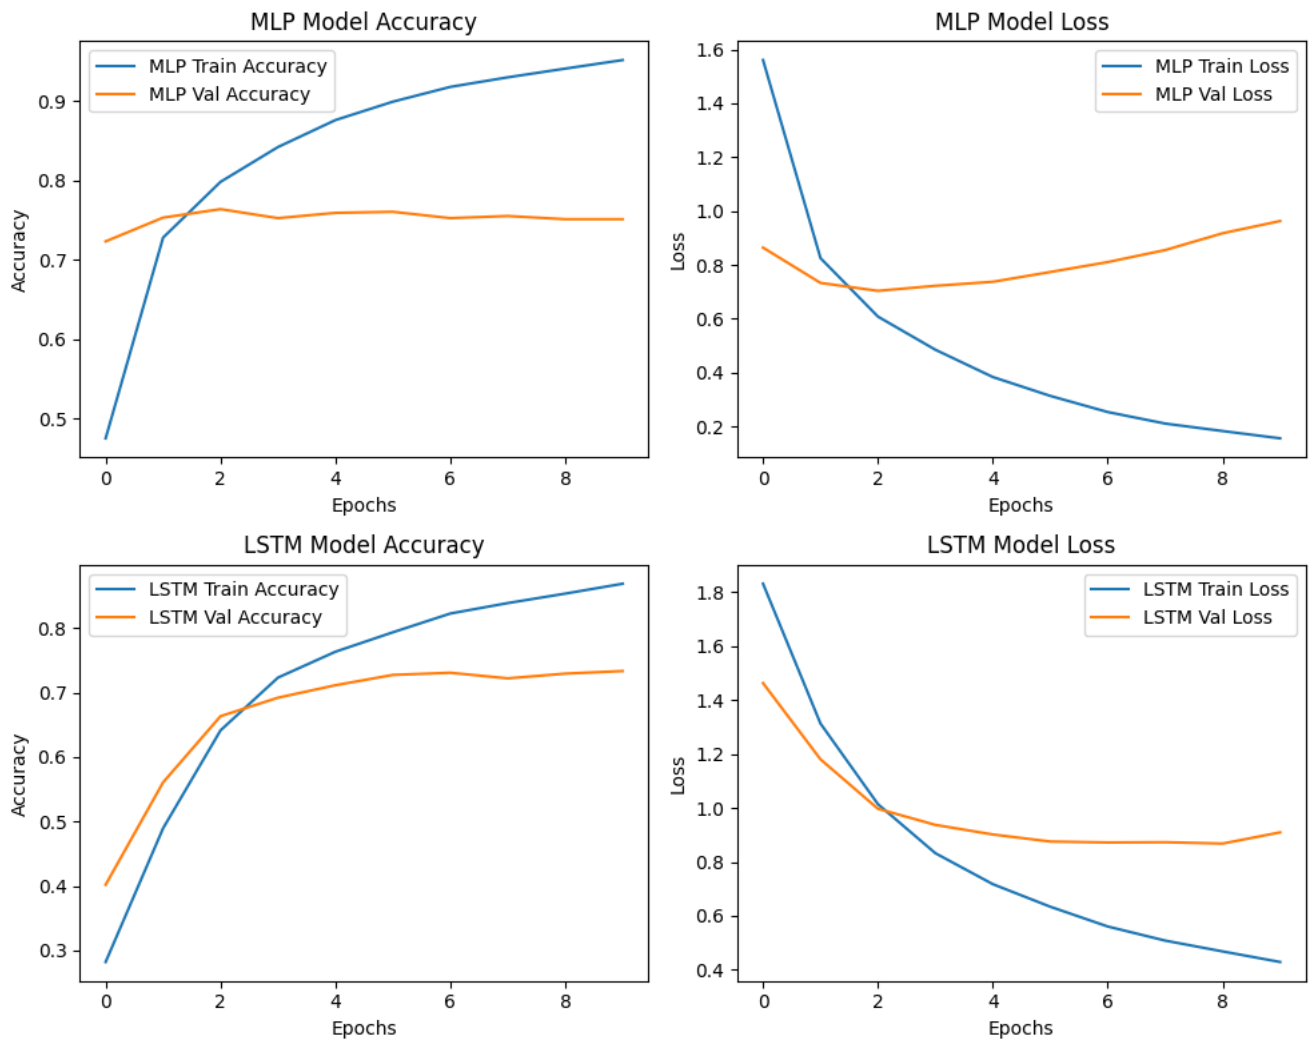 MLP Model Accuracy
MLP Train Accuracy
MLP Val Accuracy
0.9
0.8
0.7
0.6
0.5
Accuracy
0 2 4 6 8
Epochs
MLP Model Loss
MLP Train Loss
MLP Val Loss
1.6
1.4
1.2
1.0
0.8
0.6
0.4
0.2
Loss
0 2 4 6 8
Epochs
LSTM Model Accuracy
LSTM Train Accuracy
LSTM Val Accuracy
0.8
0.7
0.6
0.5
0.4
0.3
Accuracy
0 2 4 6 8
Epochs
LSTM Model Loss
LSTM Train Loss
LSTM Val Loss
1.8
1.6
1.4
1.2
1.0
0.8
0.6
0.4
Loss
0 2 4 6 8
Epochs